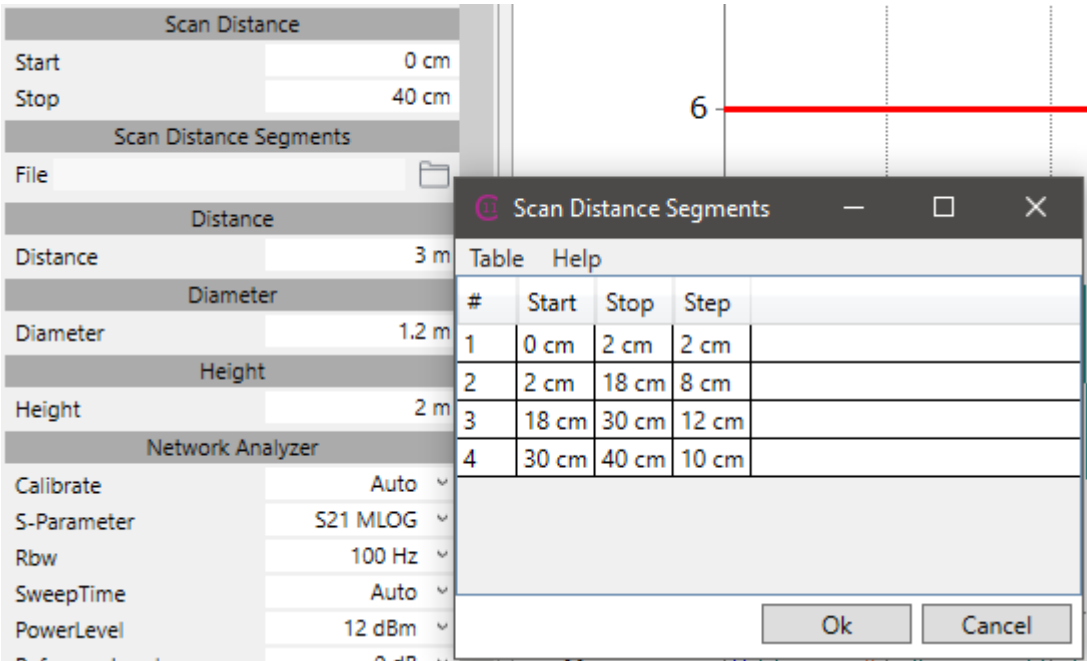 Scan Distance
Start 0 cm
Stop 40 cm
Scan Distance Segments
File
Distance
Distance 3 m
Diameter
Diameter 1.2 m
Height
Height 2 m
Network Analyzer
Calibrate Auto
S-Parameter S21 MLOG
Rbw 100 Hz
SweepTime Auto
PowerLevel 12 dBm
6
Scan Distance Segments
Table Help
# Start Stop Step
1 0 cm 2 cm 2 cm
2 2 cm 18 cm 8 cm
3 18 cm 30 cm 12 cm
4 30 cm 40 cm 10 cm
Ok Cancel